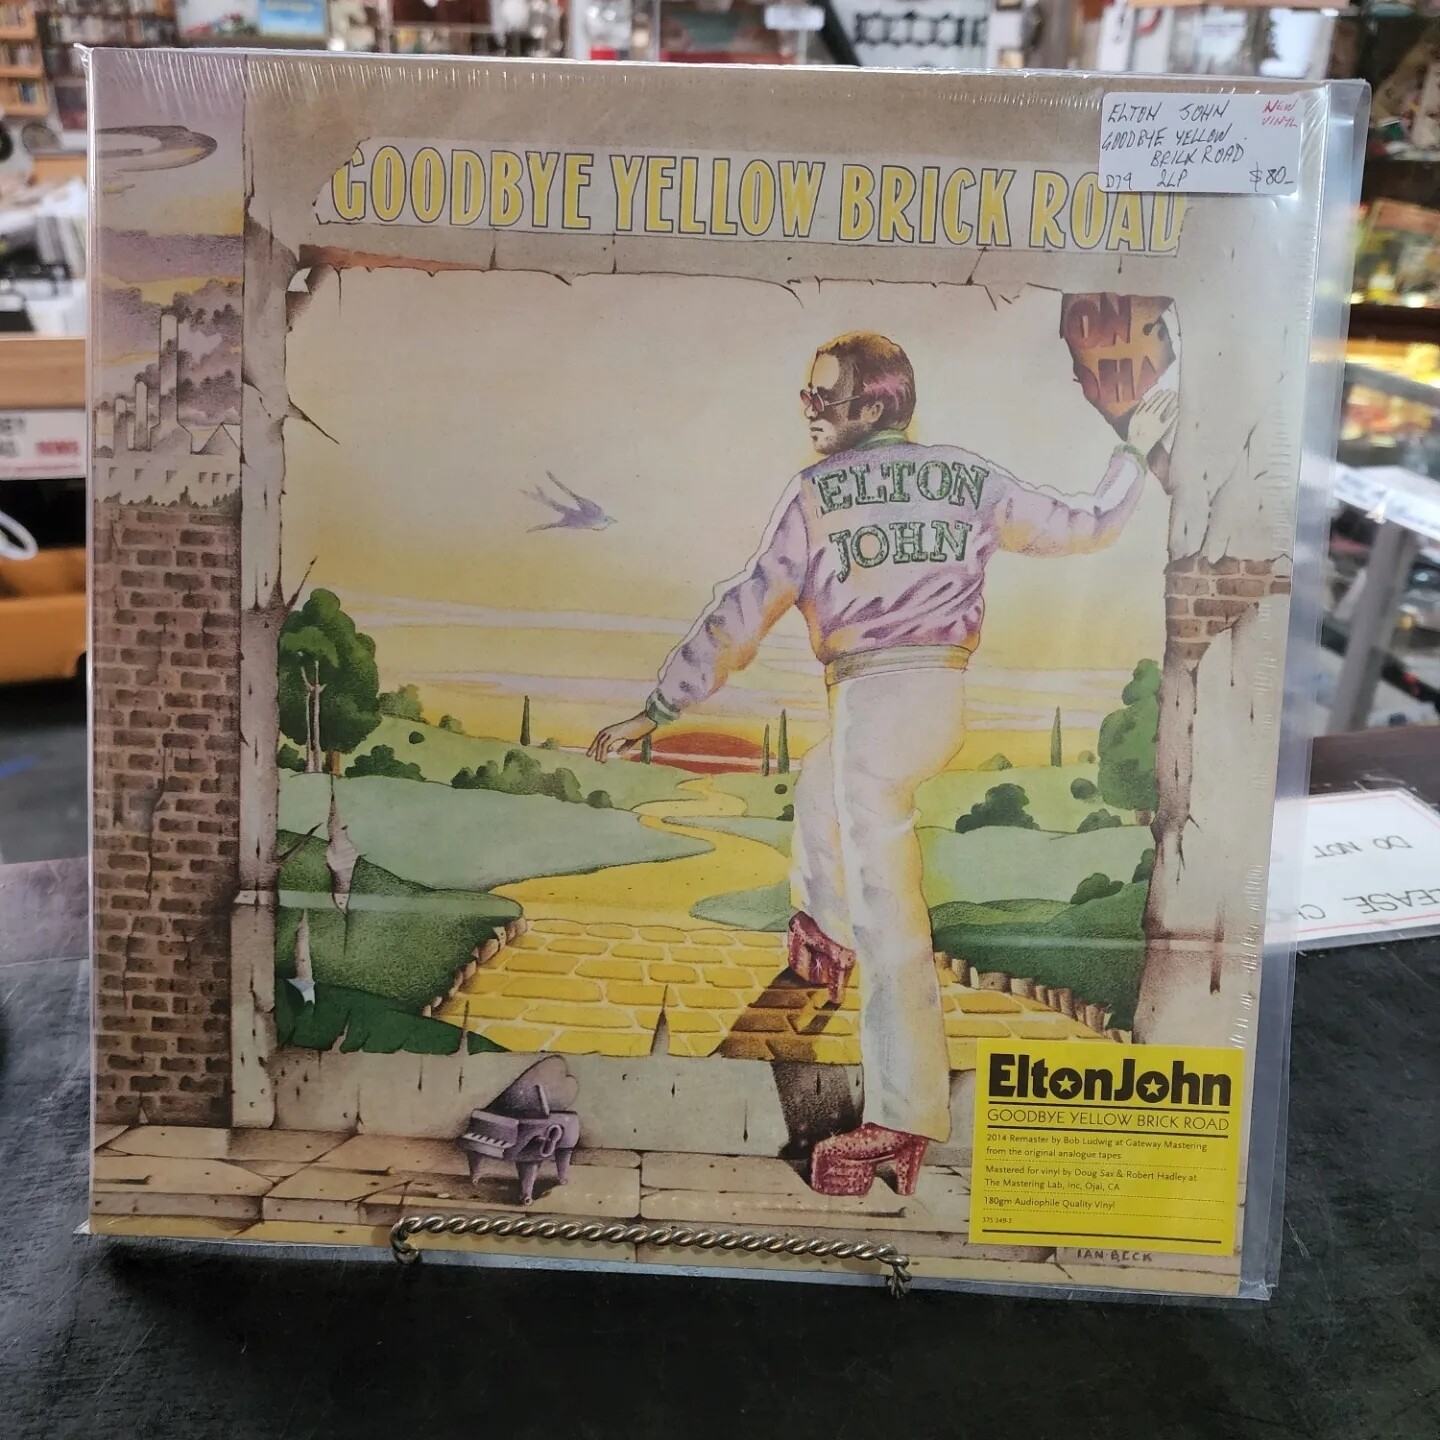 ELTON JOHN
NEW
VINYL
GOODBYE YELLOW
BRICK ROAD
D79 2LP $80-
GOODBYE YELLOW BRICK ROAD
ON
OHN
ELTON
JOHN
DO NOT
EltonJohn
GOODBYE YELLOW BRICK ROAD
2014 Remaster by Bob Ludwig at Gateway Mastering
from the original analogue tapes
Mastered for vinyl by Doug Sax & Robert Hadley at
The Mastering Lab, Inc, Ojai, CA
180gm Audiophile Quality Vinyl
IAN BECK